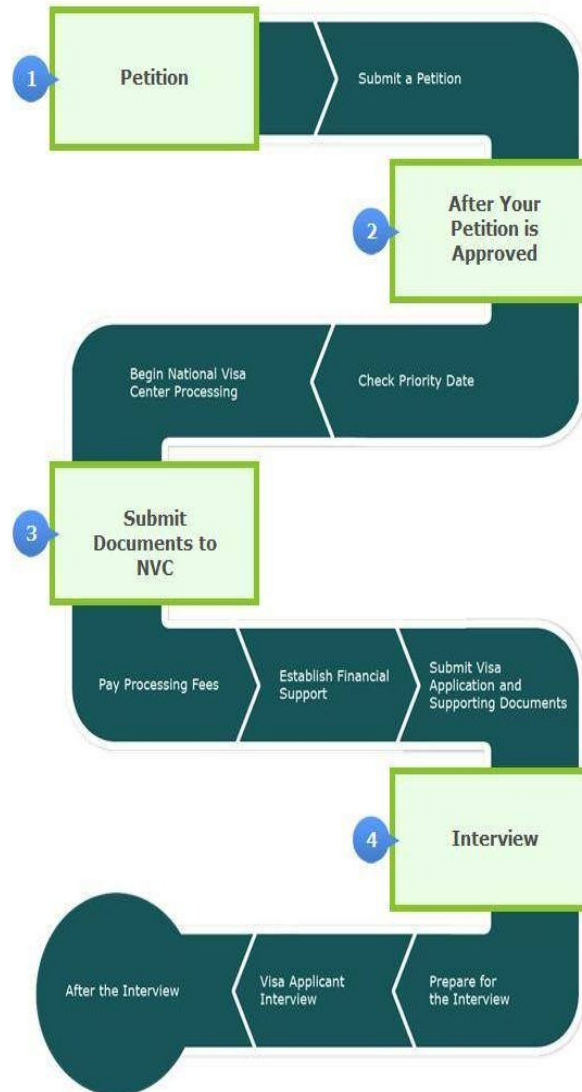 1
Petition
Submit a Petition
2
After Your
Petition is
Approved
Check Priority Date
Begin National Visa
Center Processing
3
Submit
Documents to
NVC
Pay Processing Fees
Establish Financial
Support
Submit Visa
Application and
Supporting Documents
4
Interview
Prepare for
the Interview
Visa Applicant
Interview
After the Interview